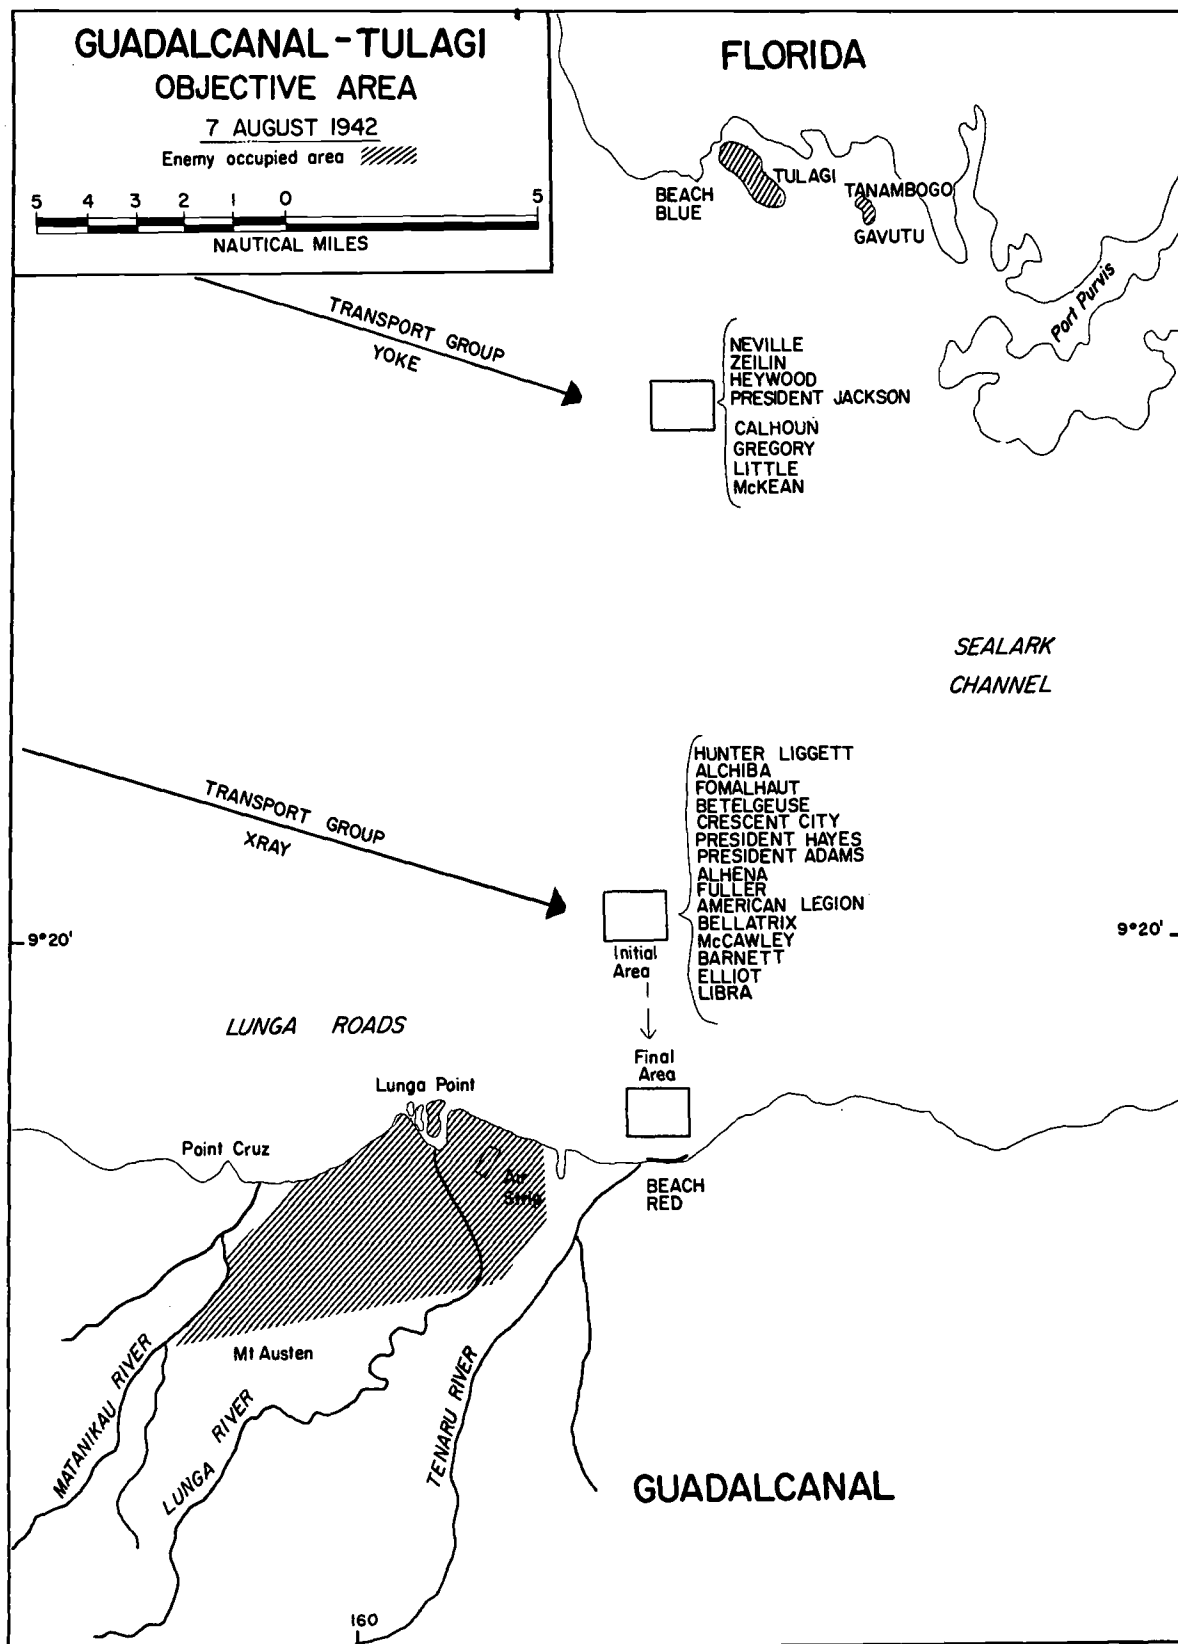 GUADALCANAL-TULAGI
OBJECTIVE AREA
7 AUGUST 1942
Enemy occupied area
5 4 3 2 1 0 5
NAUTICAL MILES
FLORIDA
BEACH
BLUE
TULAGI
TANAMBOGO
GAVUTU
Port Purvis
TRANSPORT GROUP
YOKE
NEVILLE
ZEILIN
HEYWOOD
PRESIDENT JACKSON
CALHOUN
GREGORY
LITTLE
McKEAN
SEALARK
CHANNEL
TRANSPORT GROUP
XRAY
HUNTER LIGGETT
ALCHIBA
FOMALHAUT
BETELGEUSE
CRESCENT CITY
PRESIDENT HAYES
PRESIDENT ADAMS
ALHENA
FULLER
AMERICAN LEGION
BELLATRIX
McCAWLEY
BARNETT
ELLIOT
LIBRA
9°20'
9°20'
Initial
Area
LUNGA ROADS
Final
Area
Lunga Point
Point Cruz
Air
Strip
BEACH
RED
Mt Austen
MATANIKAU RIVER
LUNGA RIVER
TENARU RIVER
GUADALCANAL
160